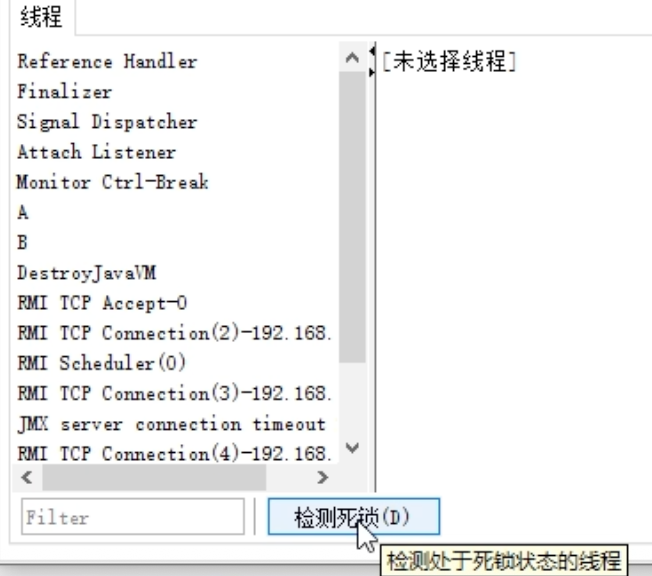 线程
Reference Handler
[未选择线程]
Finalizer
Signal Dispatcher
Attach Listener
Monitor Ctrl-Break
A
B
DestroyJavaVM
RMI TCP Accept-0
RMI TCP Connection(2)-192.168.
RMI Scheduler(0)
RMI TCP Connection(3)-192.168.
JMX server connection timeout
RMI TCP Connection(4)-192.168.
Filter
检测死锁(D)
检测处于死锁状态的线程